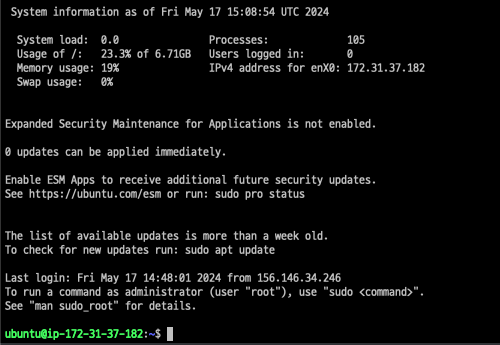 System information as of Fri May 17 15:08:54 UTC 2024
System load:  0.0               Processes:             105
Usage of /:   23.3% of 6.71GB   Users logged in:       0
Memory usage: 19%               IPv4 address for enX0: 172.31.37.182
Swap usage:   0%
Expanded Security Maintenance for Applications is not enabled.
0 updates can be applied immediately.
Enable ESM Apps to receive additional future security updates.
See https://ubuntu.com/esm or run: sudo pro status
The list of available updates is more than a week old.
To check for new updates run: sudo apt update
Last login: Fri May 17 14:48:01 2024 from 156.146.34.246
To run a command as administrator (user "root"), use "sudo <command>".
See "man sudo_root" for details.
ubuntu@ip-172-31-37-182:~$